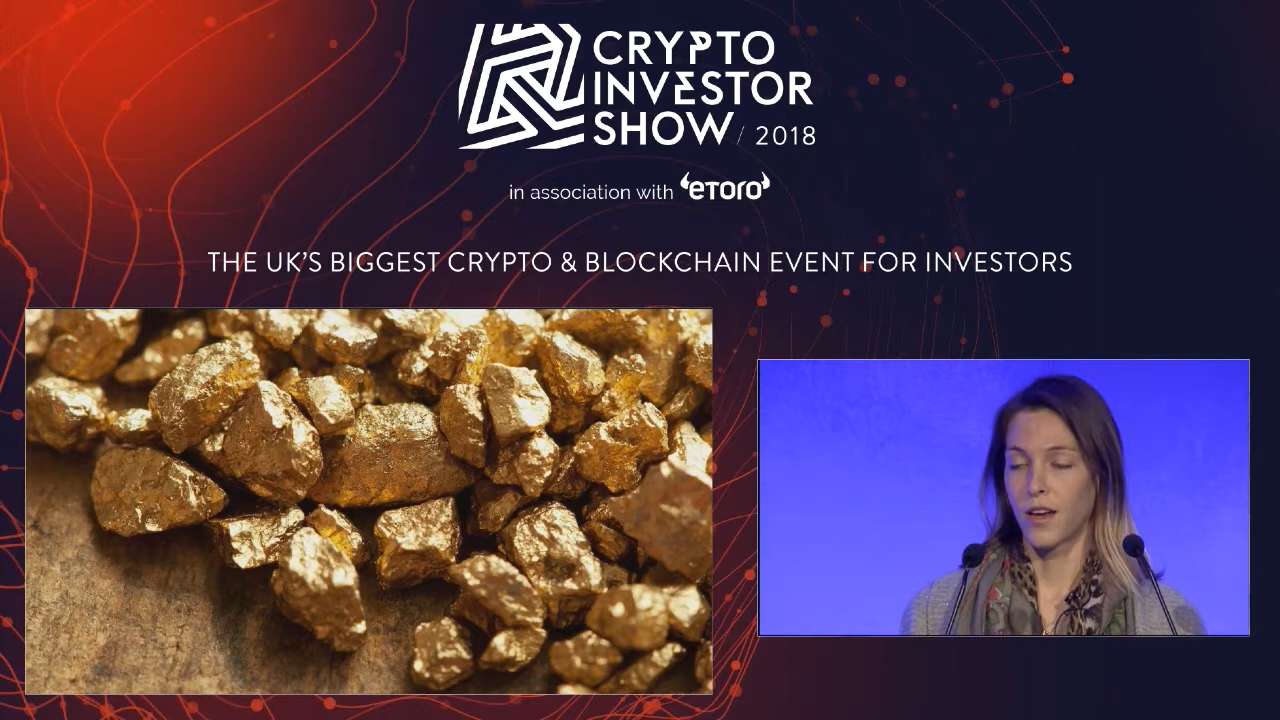 CRYPTO
INVESTOR
SHOW / 2018
in association with eToro
THE UK'S BIGGEST CRYPTO & BLOCKCHAIN EVENT FOR INVESTORS